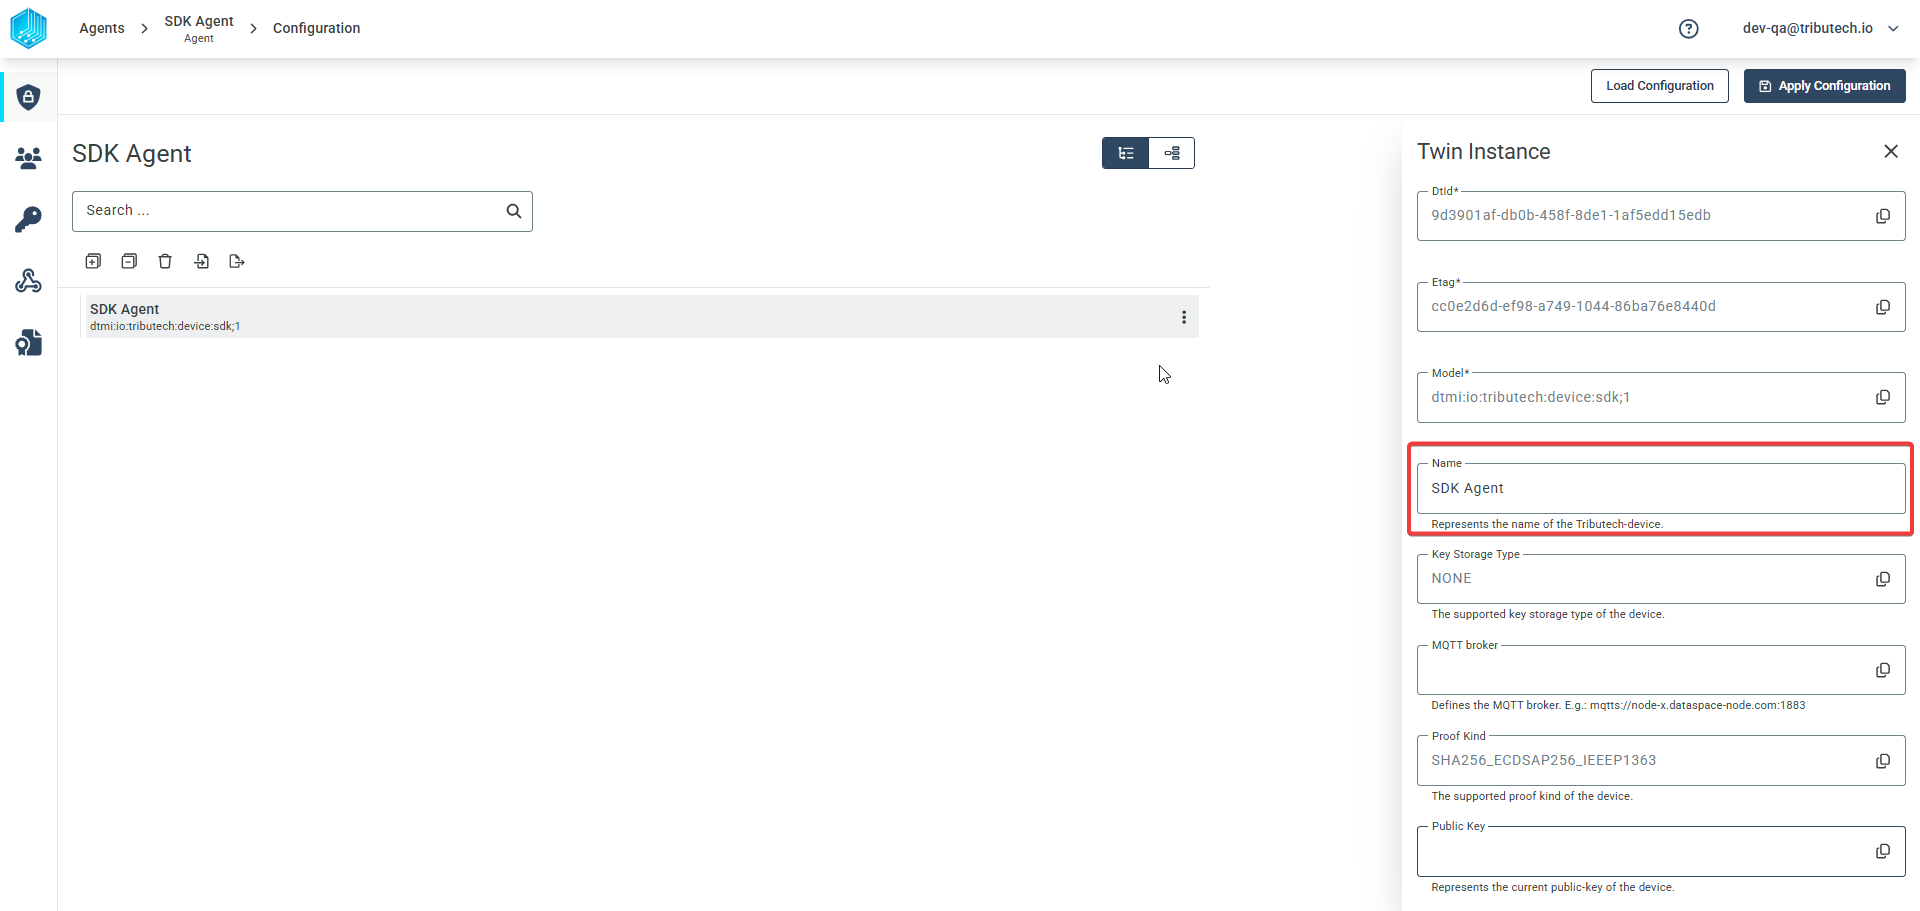 Agents
SDK Agent
Agent
Configuration
dev-qa@tributech.io
Load Configuration
Apply Configuration
SDK Agent
Search ...
SDK Agent
dtmi:io:tributech:device:sdk;1
Twin Instance
DtId*
9d3901af-db0b-458f-8de1-1af5edd15edb
Etag*
cc0e2d6d-ef98-a749-1044-86ba76e8440d
Model*
dtmi:io:tributech:device:sdk;1
Name
SDK Agent
Represents the name of the Tributech-device.
Key Storage Type
NONE
The supported key storage type of the device.
MQTT broker
Defines the MQTT broker. E.g.: mqtts://node-x.dataspace-node.com:1883
Proof Kind
SHA256_ECDSAP256_IEEEP1363
The supported proof kind of the device.
Public Key
Represents the current public-key of the device.